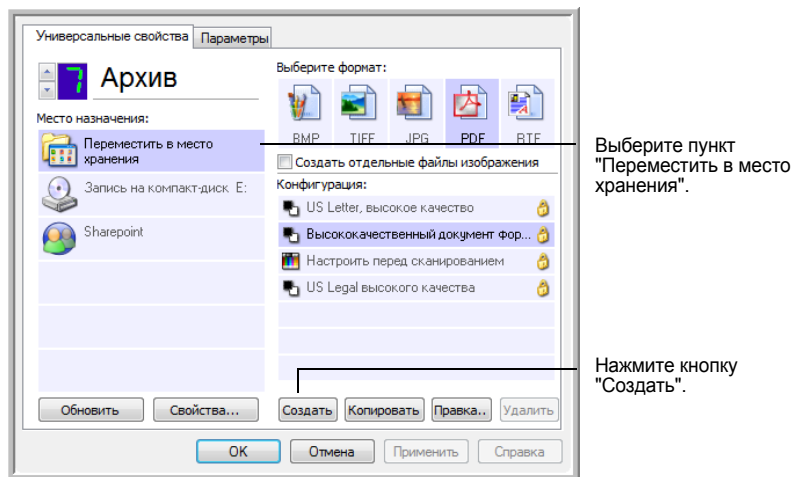 Универсальные свойства
Параметры
7
Архив
Место назначения:
Переместить в место
хранения
Запись на компакт-диск E:
Sharepoint
Обновить
Свойства...
Выберите формат:
BMP TIFF JPG PDF RTF
Создать отдельные файлы изображения
Конфигурация:
US Letter, высокое качество
Высококачественный документ фор...
Настроить перед сканированием
US Legal высокого качества
Создать
Копировать
Правка..
Удалить
OK
Отмена
Применить
Справка
Выберите пункт
"Переместить в место
хранения".
Нажмите кнопку
"Создать".